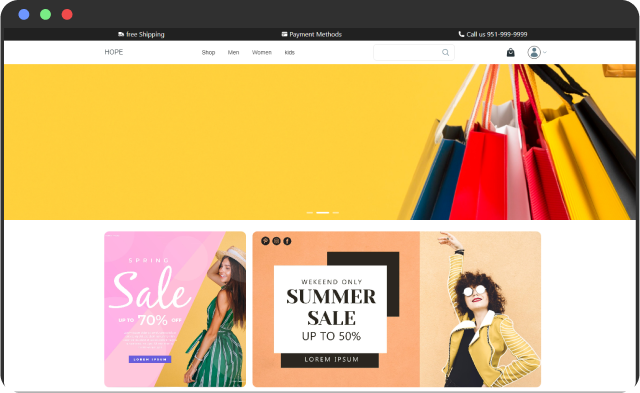 free Shipping
Payment Methods
Call us 951-999-9999
HOPE
Shop
Men
Women
kids
SPRING
Sale
UP TO 70% OFF
LOREM IPSUM
WEKEEND ONLY
SUMMER
SALE
UP TO 50%
LOREM IPSUM